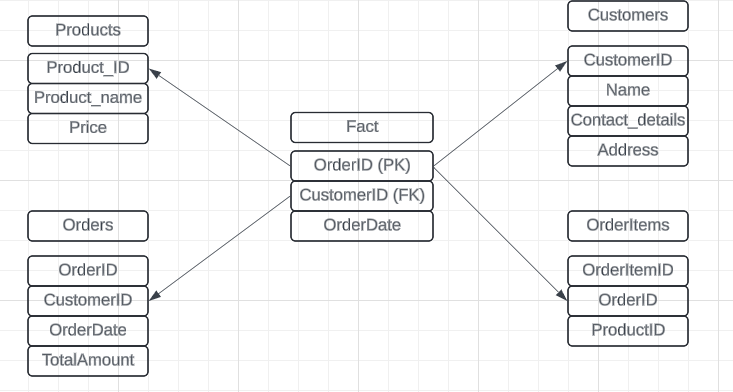 Products
Product_ID
Product_name
Price
Customers
CustomerID
Name
Contact_details
Address
Fact
OrderID (PK)
CustomerID (FK)
OrderDate
Orders
OrderID
CustomerID
OrderDate
TotalAmount
OrderItems
OrderItemID
OrderID
ProductID